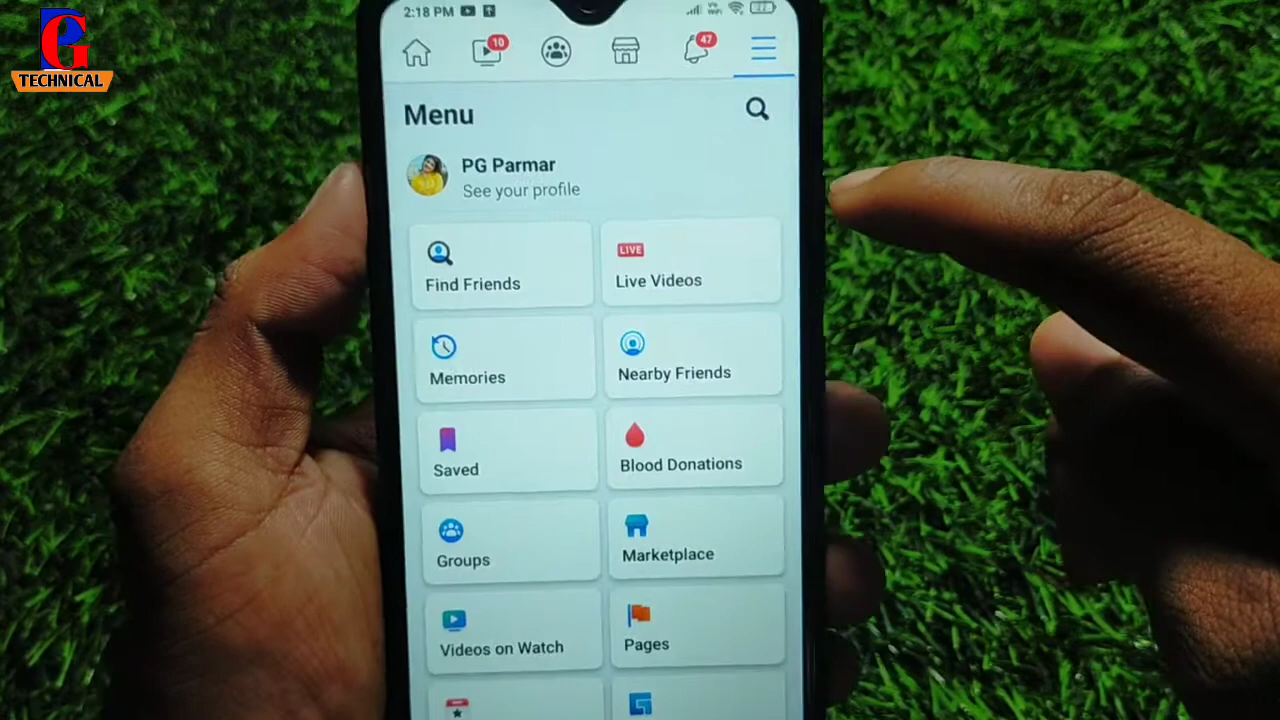 PG
TECHNICAL
2:18 PM
10
47
Menu
PG Parmar
See your profile
Find Friends
LIVE
Live Videos
Memories
Nearby Friends
Saved
Blood Donations
Groups
Marketplace
Videos on Watch
Pages